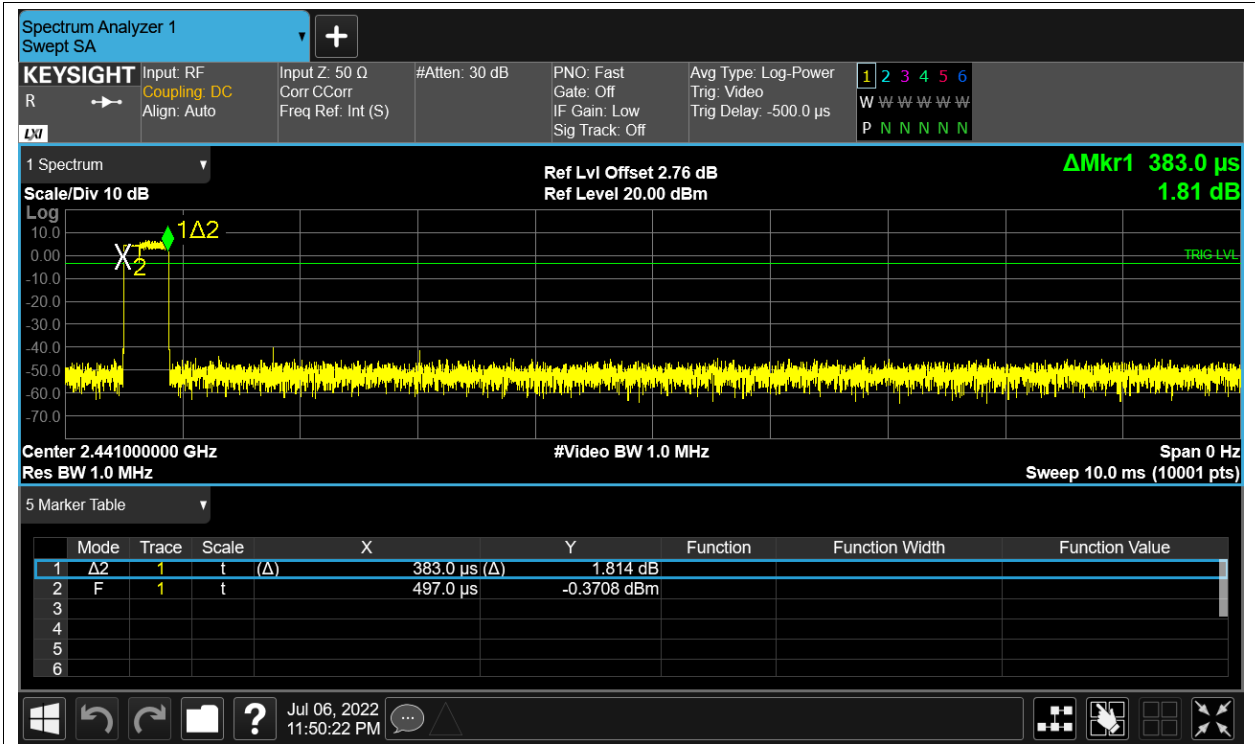 Spectrum Analyzer 1
Swept SA
+
KEYSIGHT
R
LXI
Input: RF
Coupling: DC
Align: Auto
Input Z: 50 Ω
Corr CCorr
Freq Ref: Int (S)
#Atten: 30 dB
PNO: Fast
Gate: Off
IF Gain: Low
Sig Track: Off
Avg Type: Log-Power
Trig: Video
Trig Delay: -500.0 µs
1 2 3 4 5 6
W W W W W W
P N N N N N
1 Spectrum
Scale/Div 10 dB
Ref Lvl Offset 2.76 dB
Ref Level 20.00 dBm
ΔMkr1 383.0 µs
1.81 dB
Log
10.0
0.00
-10.0
-20.0
-30.0
-40.0
-50.0
-60.0
-70.0
1Δ2
X2
TRIG LVL
Center 2.441000000 GHz
#Video BW 1.0 MHz
Span 0 Hz
Res BW 1.0 MHz
Sweep 10.0 ms (10001 pts)
5 Marker Table
Mode Trace Scale X Y Function Function Width Function Value
1 Δ2 1 t (Δ) 383.0 µs (Δ) 1.814 dB
2 F 1 t 497.0 µs -0.3708 dBm
3
4
5
6
?
Jul 06, 2022
11:50:22 PM